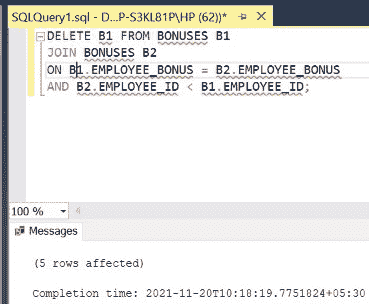 SQLQuery1.sql - D...P-S3KL81P\HP (62))*
DELETE B1 FROM BONUSES B1
JOIN BONUSES B2
ON B1.EMPLOYEE_BONUS = B2.EMPLOYEE_BONUS
AND B2.EMPLOYEE_ID < B1.EMPLOYEE_ID;
100 %
Messages
(5 rows affected)
Completion time: 2021-11-20T10:18:19.7751824+05:30